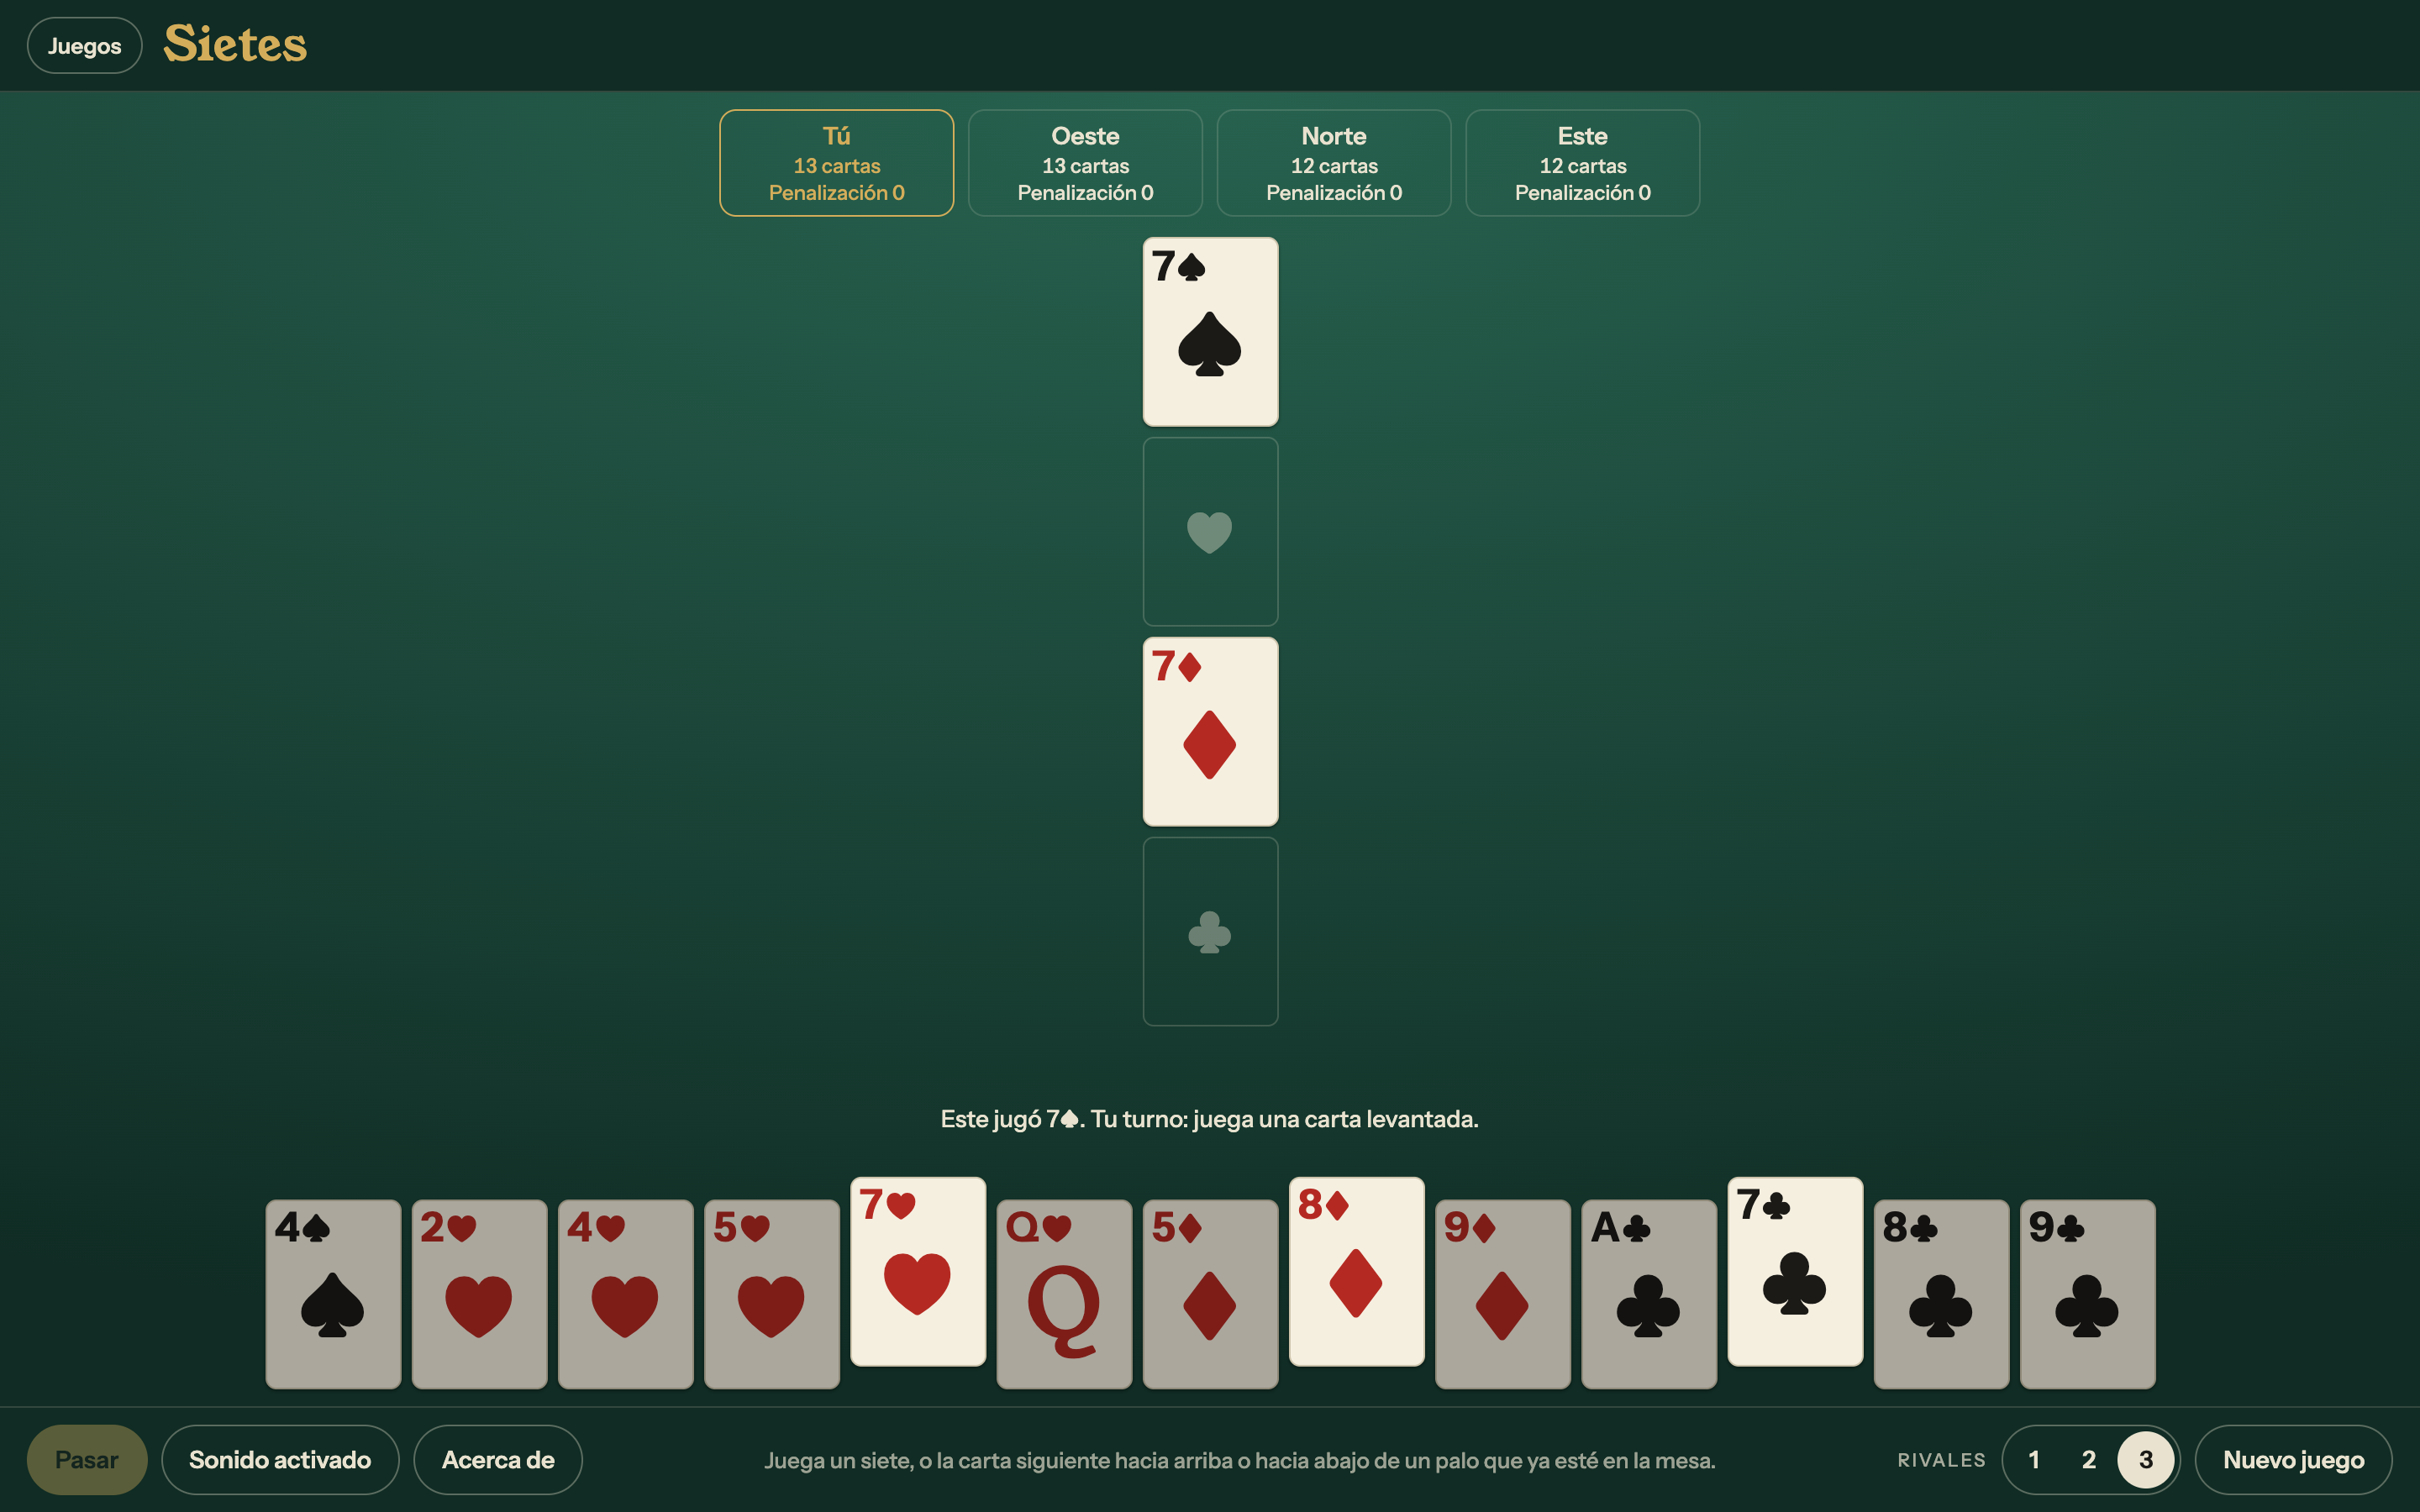 Juegos
Sietes
Tú
13 cartas
Penalización 0
Oeste
13 cartas
Penalización 0
Norte
12 cartas
Penalización 0
Este
12 cartas
Penalización 0
7♠
7♦
Este jugó 7♠. Tu turno: juega una carta levantada.
4♠
2♥
4♥
5♥
7♥
Q♥
Q
5♦
8♦
9♦
A♣
7♣
8♣
9♣
Pasar
Sonido activado
Acerca de
Juega un siete, o la carta siguiente hacia arriba o hacia abajo de un palo que ya esté en la mesa.
RIVALES
1
2
3
Nuevo juego